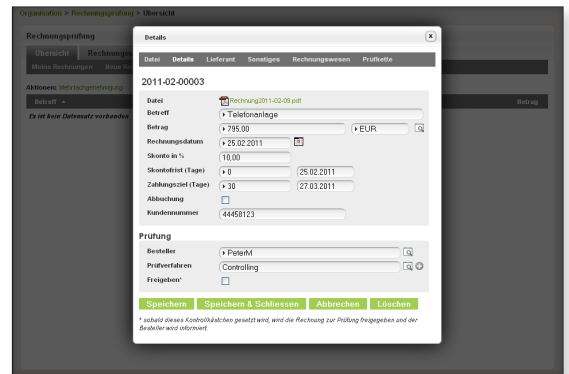 Organisation > Rechnungsprüfung > Übersicht
Rechnungsprüfung
Übersicht Rechnungs
Meine Rechnungen Neue Re
Aktionen: Mehrfachgenehmigung
Betreff Betrag
Es ist kein Datensatz vorhanden
Details x
Datei Details Lieferant Sonstiges Rechnungswesen Prüfkette
2011-02-00003
Datei Rechnung2011-02-09.pdf
Betreff Telefonanlage
Betrag 795,00 EUR
Rechnungsdatum 25.02.2011
Skonto in % 10,00
Skontofrist (Tage) 0 25.02.2011
Zahlungsziel (Tage) 30 27.03.2011
Abbuchung
Kundennummer 44458123
Prüfung
Besteller PeterM
Prüfverfahren Controlling
Freigeben*
Speichern Speichern & Schliessen Abbrechen Löschen
* sobald dieses Kontrollkästchen gesetzt wird, wird die Rechnung zur Prüfung freigegeben und der
Besteller wird informiert.